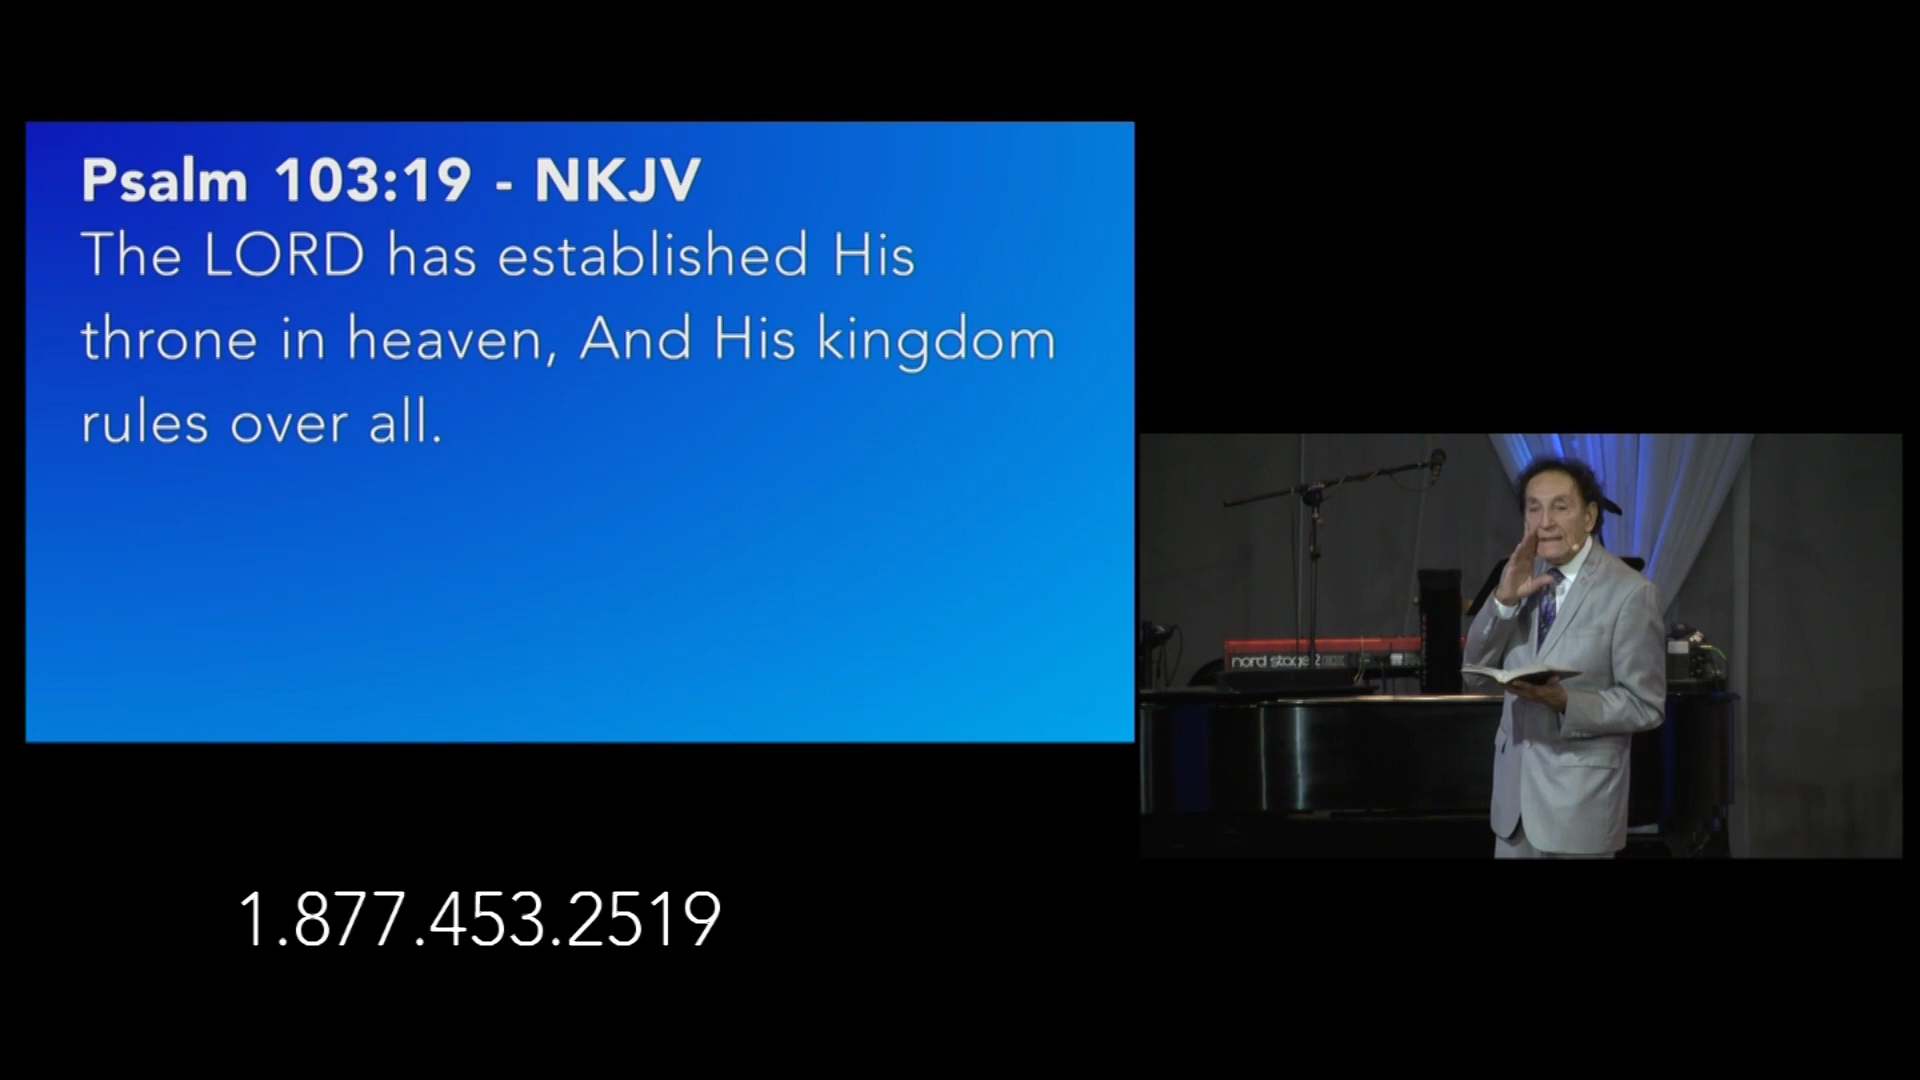 Psalm 103:19 - NKJV
The LORD has established His
throne in heaven, And His kingdom
rules over all.
nord stage 2 EX
1.877.453.2519